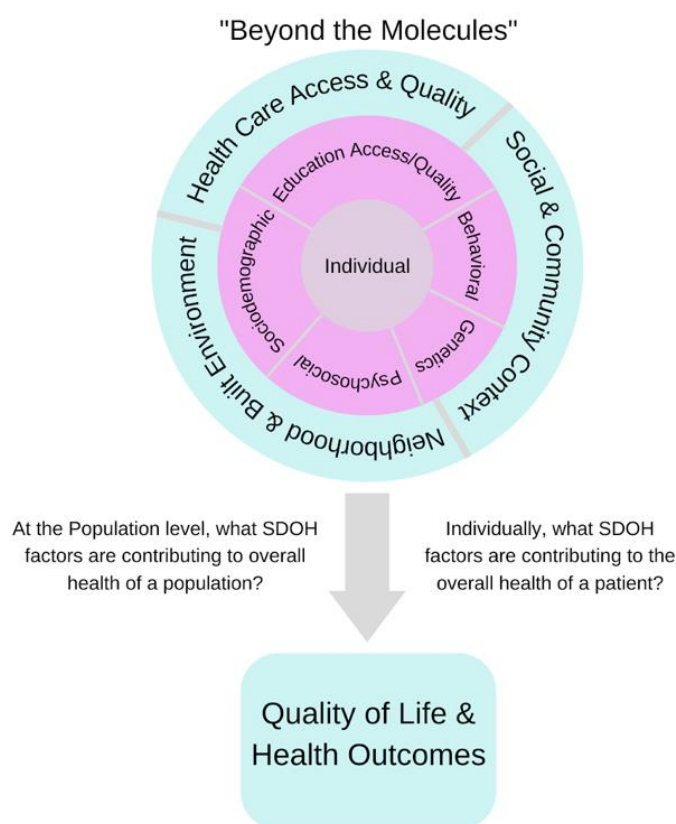 "Beyond the Molecules"
Health Care Access & Quality
Social & Community Context
Neighborhood & Built Environment
Education Access/Quality
Behavioral
Genetics
Psychosocial
Sociodemographic
Individual
At the Population level, what SDOH
factors are contributing to overall
health of a population?
Individually, what SDOH
factors are contributing to the
overall health of a patient?
Quality of Life &
Health Outcomes